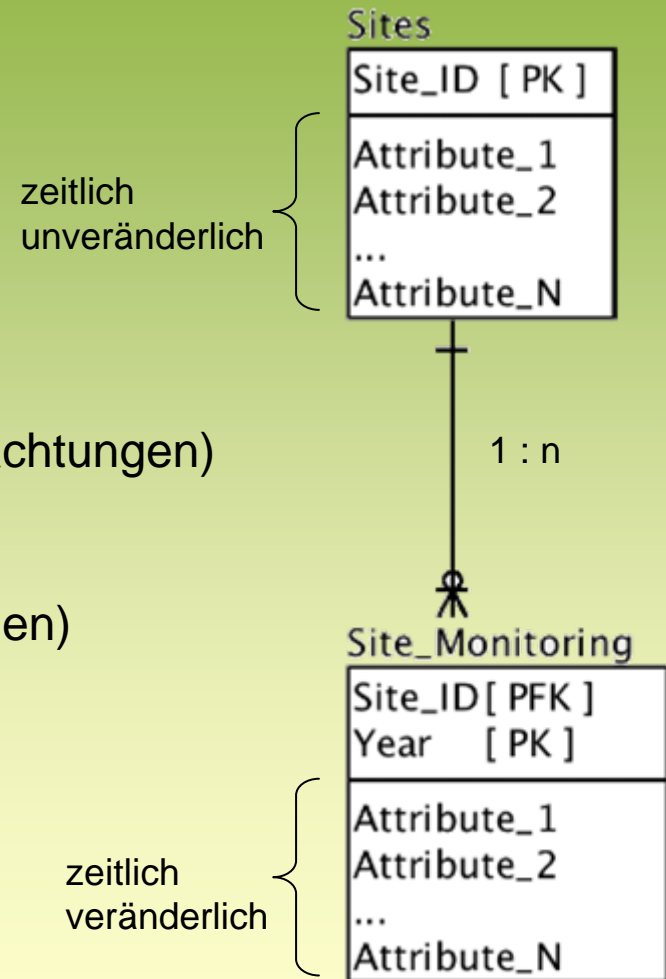 Sites
Site_ID [ PK ]
Attribute_1
Attribute_2
...
Attribute_N
zeitlich
unveränderlich
1 : n
chtungen)
en)
Site_Monitoring
Site_ID[ PFK ]
Year [ PK ]
Attribute_1
Attribute_2
...
Attribute_N
zeitlich
veränderlich